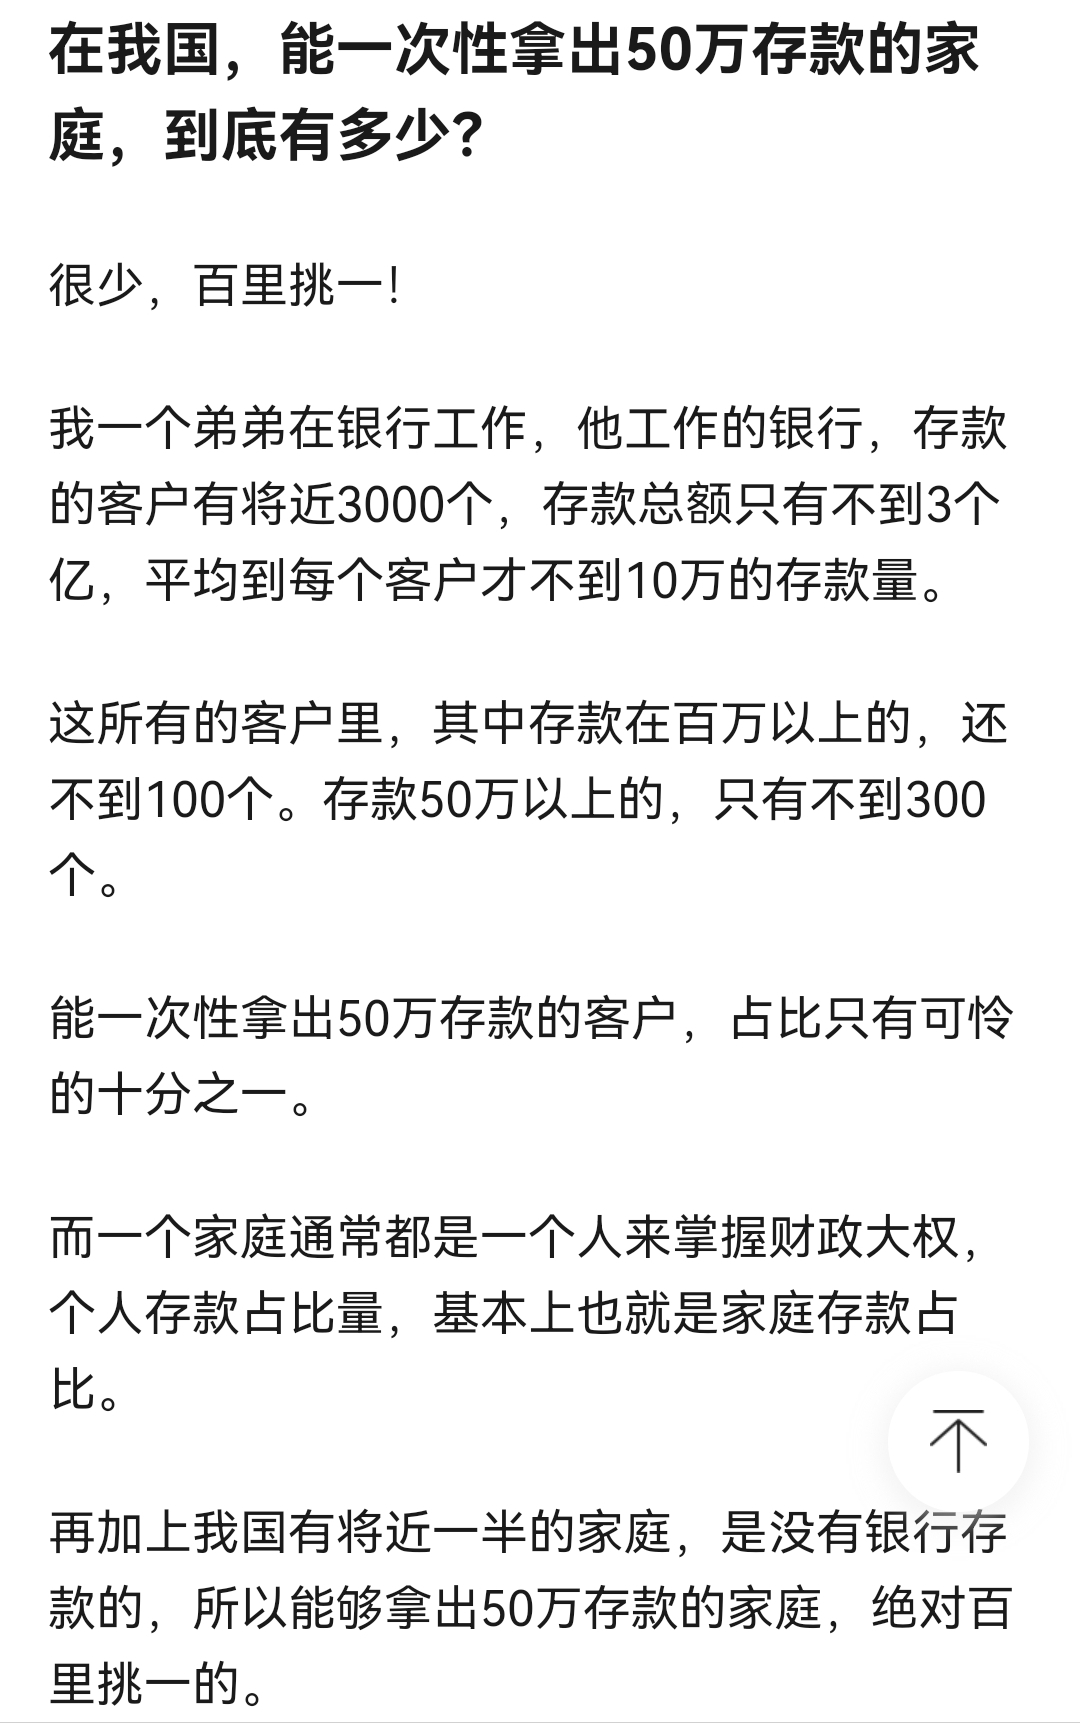 在我国，能一次性拿出50万存款的家
庭，到底有多少？
很少，百里挑一！
我一个弟弟在银行工作，他工作的银行，存款
的客户有将近3000个，存款总额只有不到3个
亿，平均到每个客户才不到10万的存款量。
这所有的客户里，其中存款在百万以上的，还
不到100个。存款50万以上的，只有不到300
个。
能一次性拿出50万存款的客户，占比只有可怜
的十分之一。
而一个家庭通常都是一个人来掌握财政大权，
个人存款占比量，基本上也就是家庭存款占
比。
再加上我国有将近一半的家庭，是没有银行存
款的，所以能够拿出50万存款的家庭，绝对百
里挑一的。